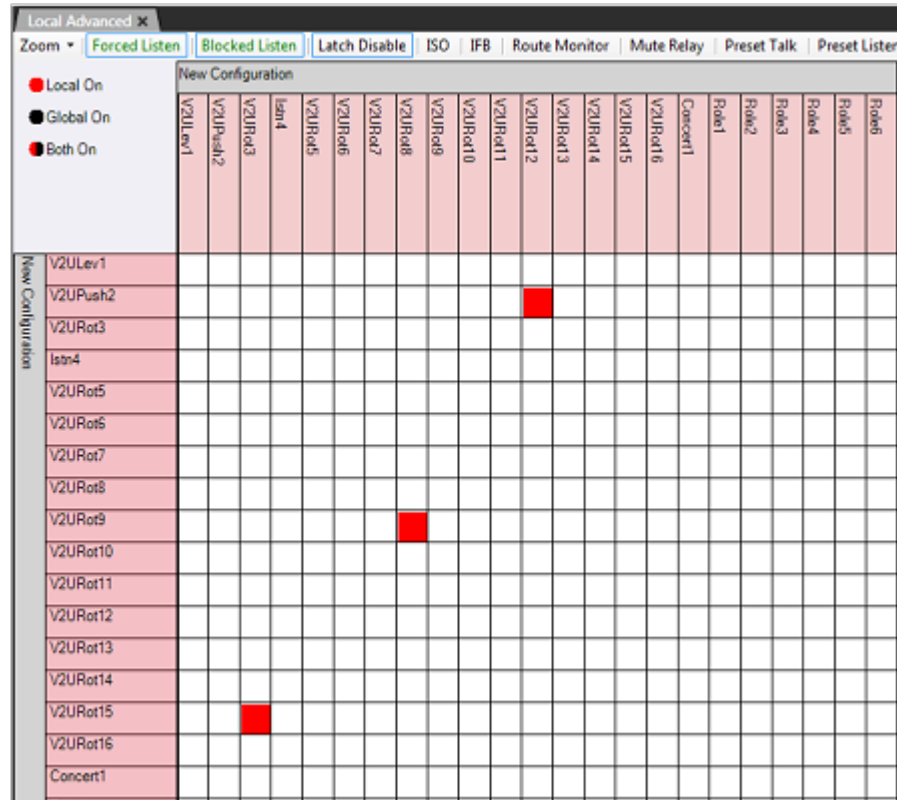 Local Advanced
Zoom Forced Listen Blocked Listen Latch Disable ISO IFB Route Monitor Mute Relay Preset Talk Preset Listen
Local On
Global On
Both On
New Configuration
V2ULev1
V2UPush2
V2URot3
lstn4
V2URot5
V2URot6
V2URot7
V2URot8
V2URot9
V2URot10
V2URot11
V2URot12
V2URot13
V2URot14
V2URot15
V2URot16
Concert1
Role1
Role2
Role3
Role4
Role5
Role6
New Configuration
V2ULev1
V2UPush2
V2URot3
lstn4
V2URot5
V2URot6
V2URot7
V2URot8
V2URot9
V2URot10
V2URot11
V2URot12
V2URot13
V2URot14
V2URot15
V2URot16
Concert1